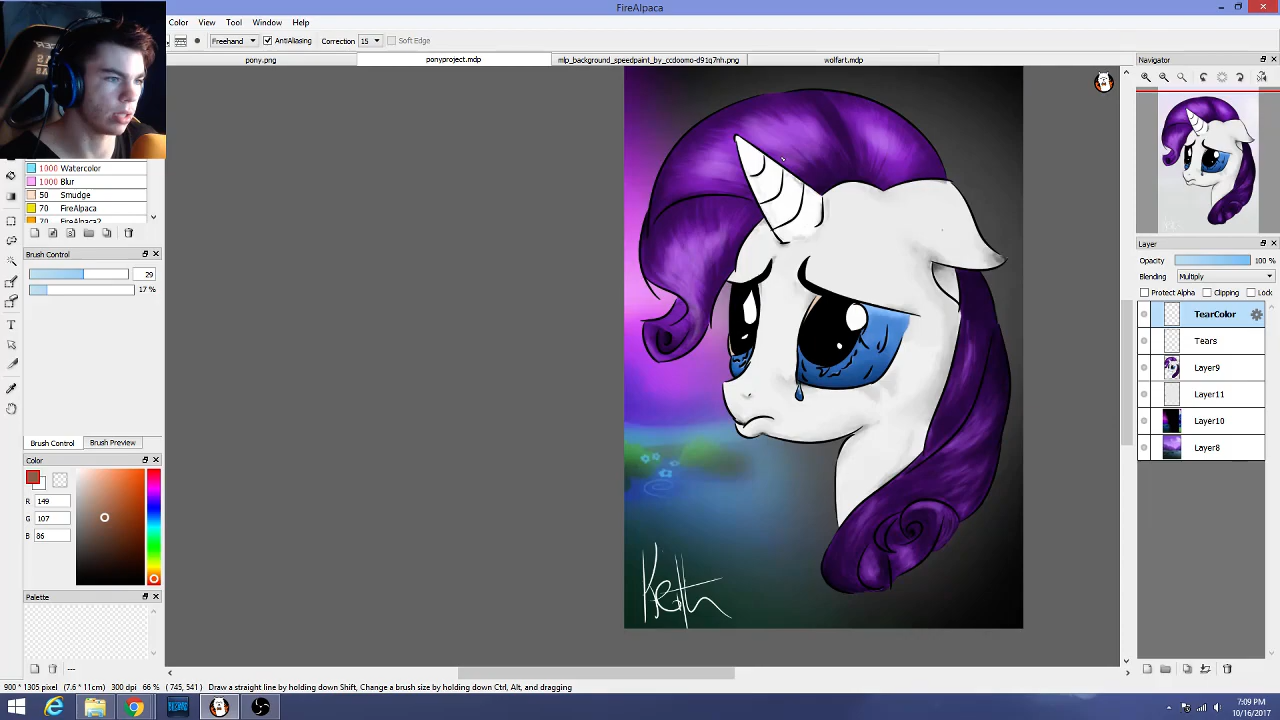 FireAlpaca
Color View Tool Window Help
Freehand AntiAliasing Correction 15 Soft Edge
pony.png ponyproject.mdp mlp_background_speedpaint_by_ccdoomo-d91q7nh.png wolfart.mdp
Navigator
1000 Watercolor
1000 Blur
50 Smudge
70 FireAlpaca
70 FireAlpaca2
Brush Control
29
17 %
Brush Control Brush Preview
Color
R 149
G 107
B 86
Palette
---
Layer
Opacity 100 %
Blending Multiply
Protect Alpha Clipping Lock
TearColor
Tears
Layer9
Layer11
Layer10
Layer8
Keith
900 * 1305 pixel (7.6 * 11cm) 300 dpi 66 % (745, 541) Draw a straight line by holding down Shift, Change a brush size by holding down Ctrl, Alt, and dragging
7:09 PM
10/16/2017